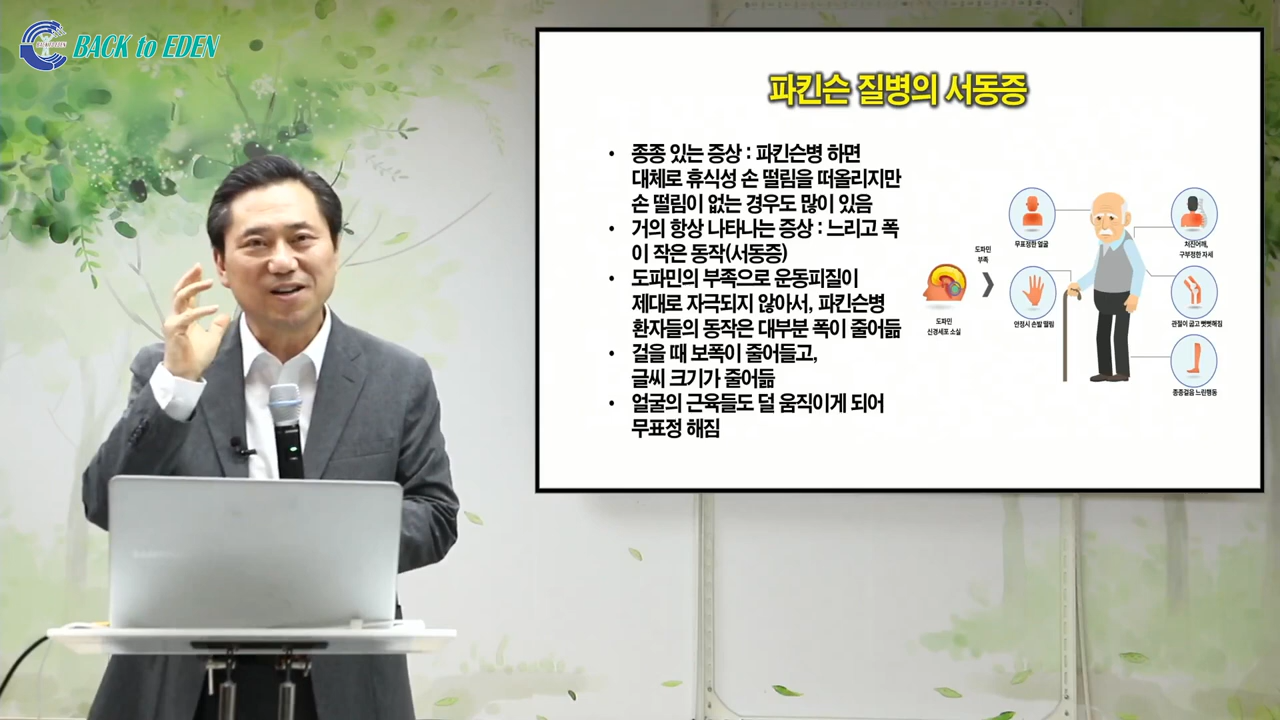 BACK to EDEN
파킨슨 질병의 서동증
• 종종 있는 증상 : 파킨슨병 하면
대체로 휴식성 손 떨림을 떠올리지만
손 떨림이 없는 경우도 많이 있음
• 거의 항상 나타나는 증상 : 느리고 폭
이 작은 동작(서동증)
• 도파민의 부족으로 운동피질이
제대로 자극되지 않아서, 파킨슨병
환자들의 동작은 대부분 폭이 줄어듦
• 걸을 때 보폭이 줄어들고,
글씨 크기가 줄어듦
• 얼굴의 근육들도 덜 움직이게 되어
무표정 해짐
도파민
신경세포 소실
도파민
부족
무표정한 얼굴
안정시 손발 떨림
처진어깨,
구부정한 자세
관절이 굽고 뻣뻣해짐
종종걸음 느린행동